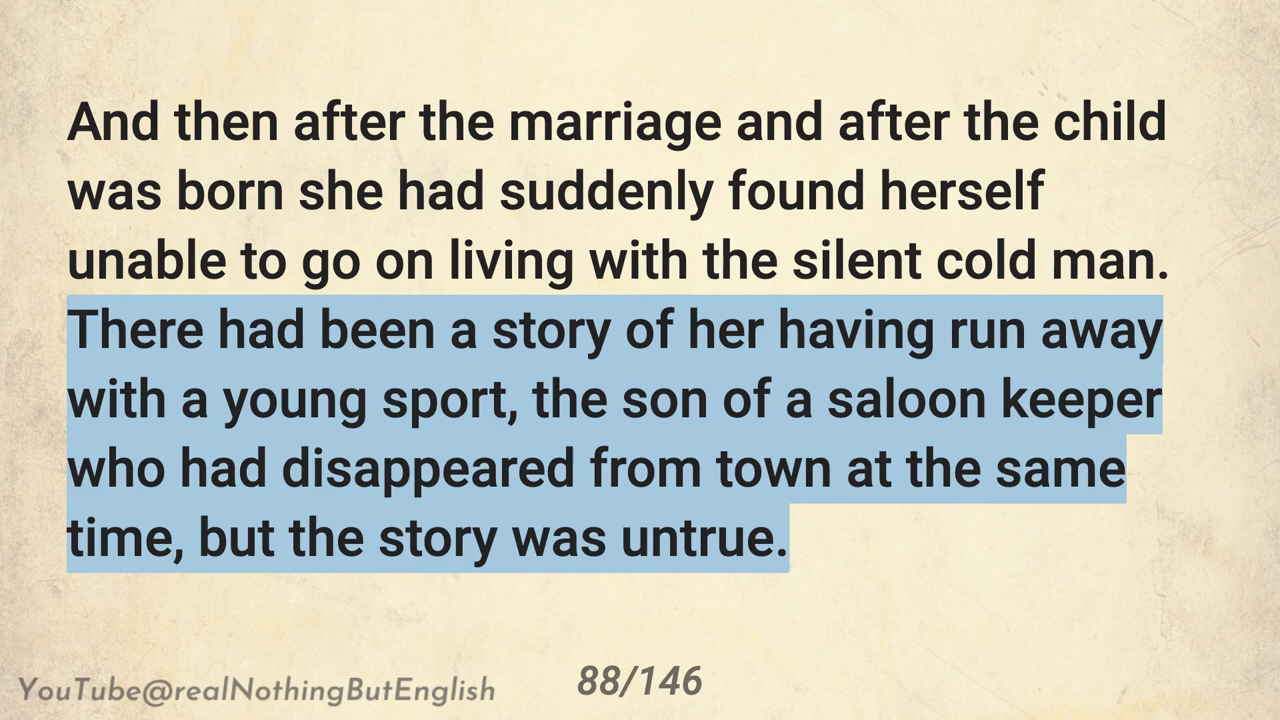 And then after the marriage and after the child
was born she had suddenly found herself
unable to go on living with the silent cold man.
There had been a story of her having run away
with a young sport, the son of a saloon keeper
who had disappeared from town at the same
time, but the story was untrue.
88/146
YouTube@realNothingButEnglish